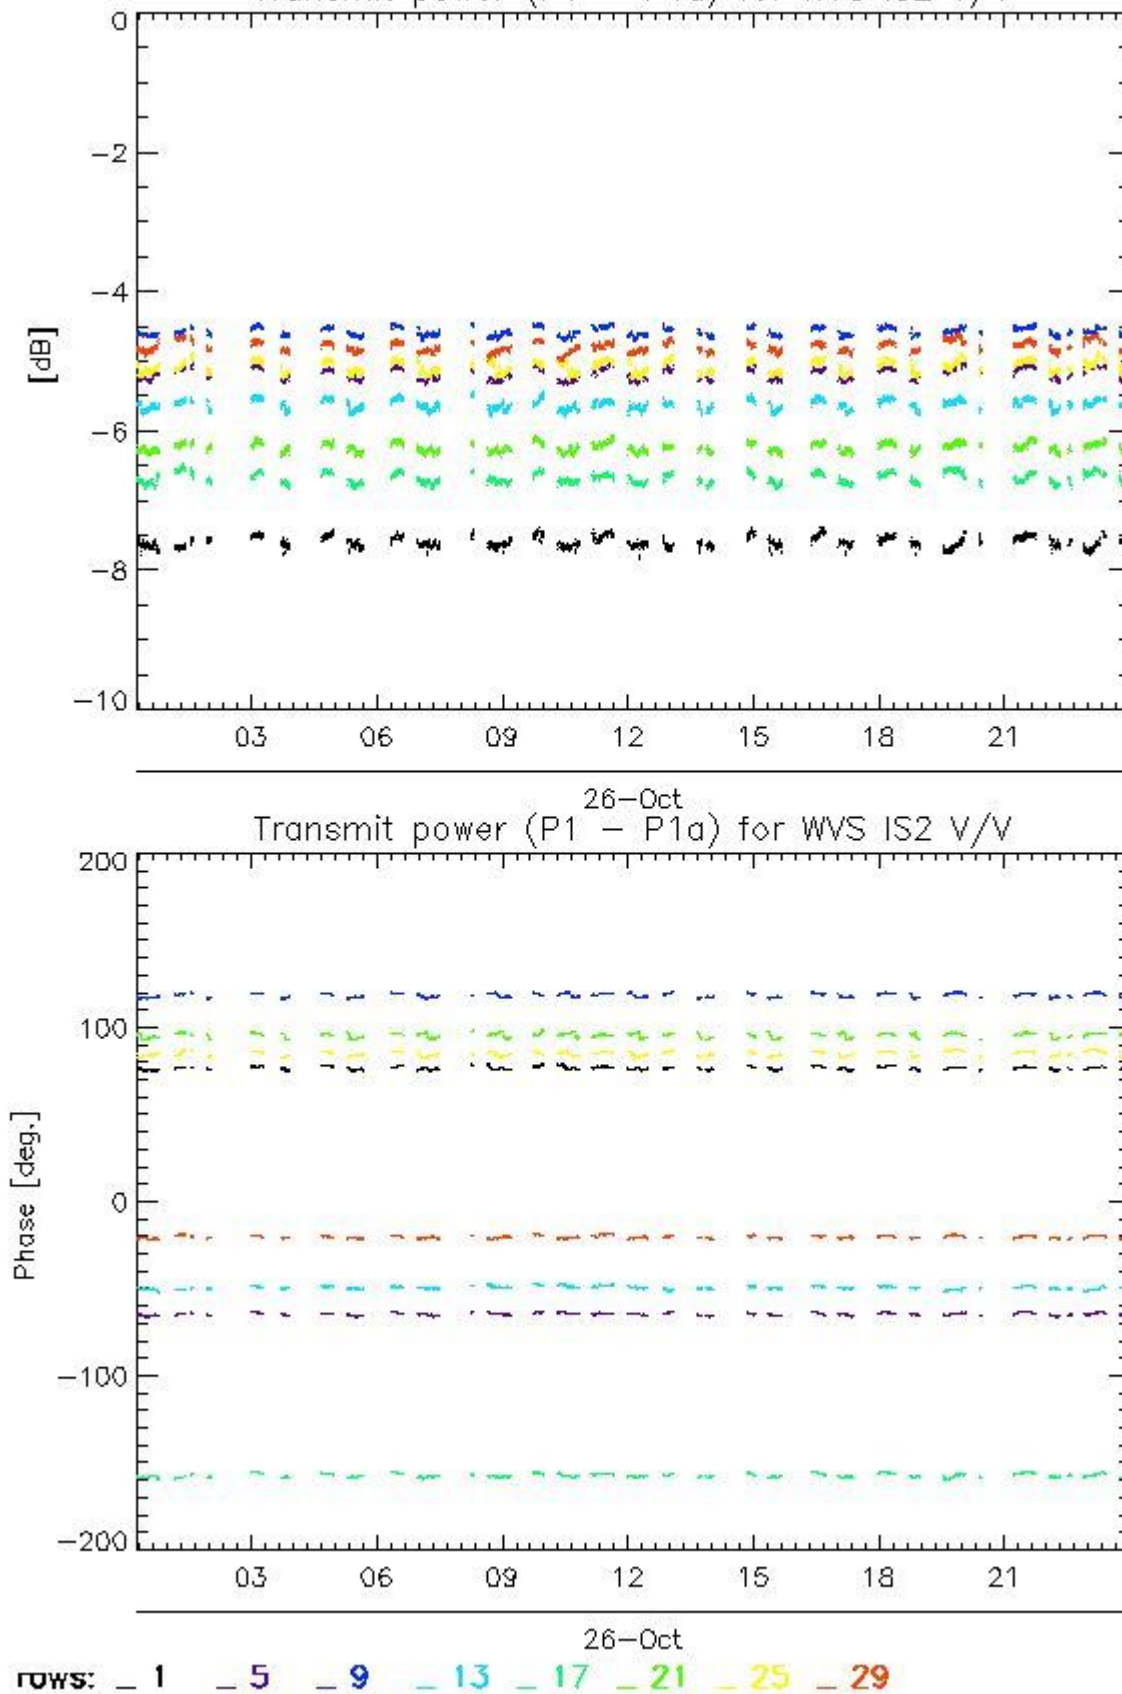 0
−2
−4
[dB]
−6
−8
−10
03 06 09 12 15 18 21
26−Oct
Transmit power (P1 − P1a) for WVS IS2 V/V
200
100
0
Phase [deg.]
−100
−200
03 06 09 12 15 18 21
26−Oct
rows: _ 1 _ 5 _ 9 _ 13 _ 17 _ 21 _ 25 _ 29